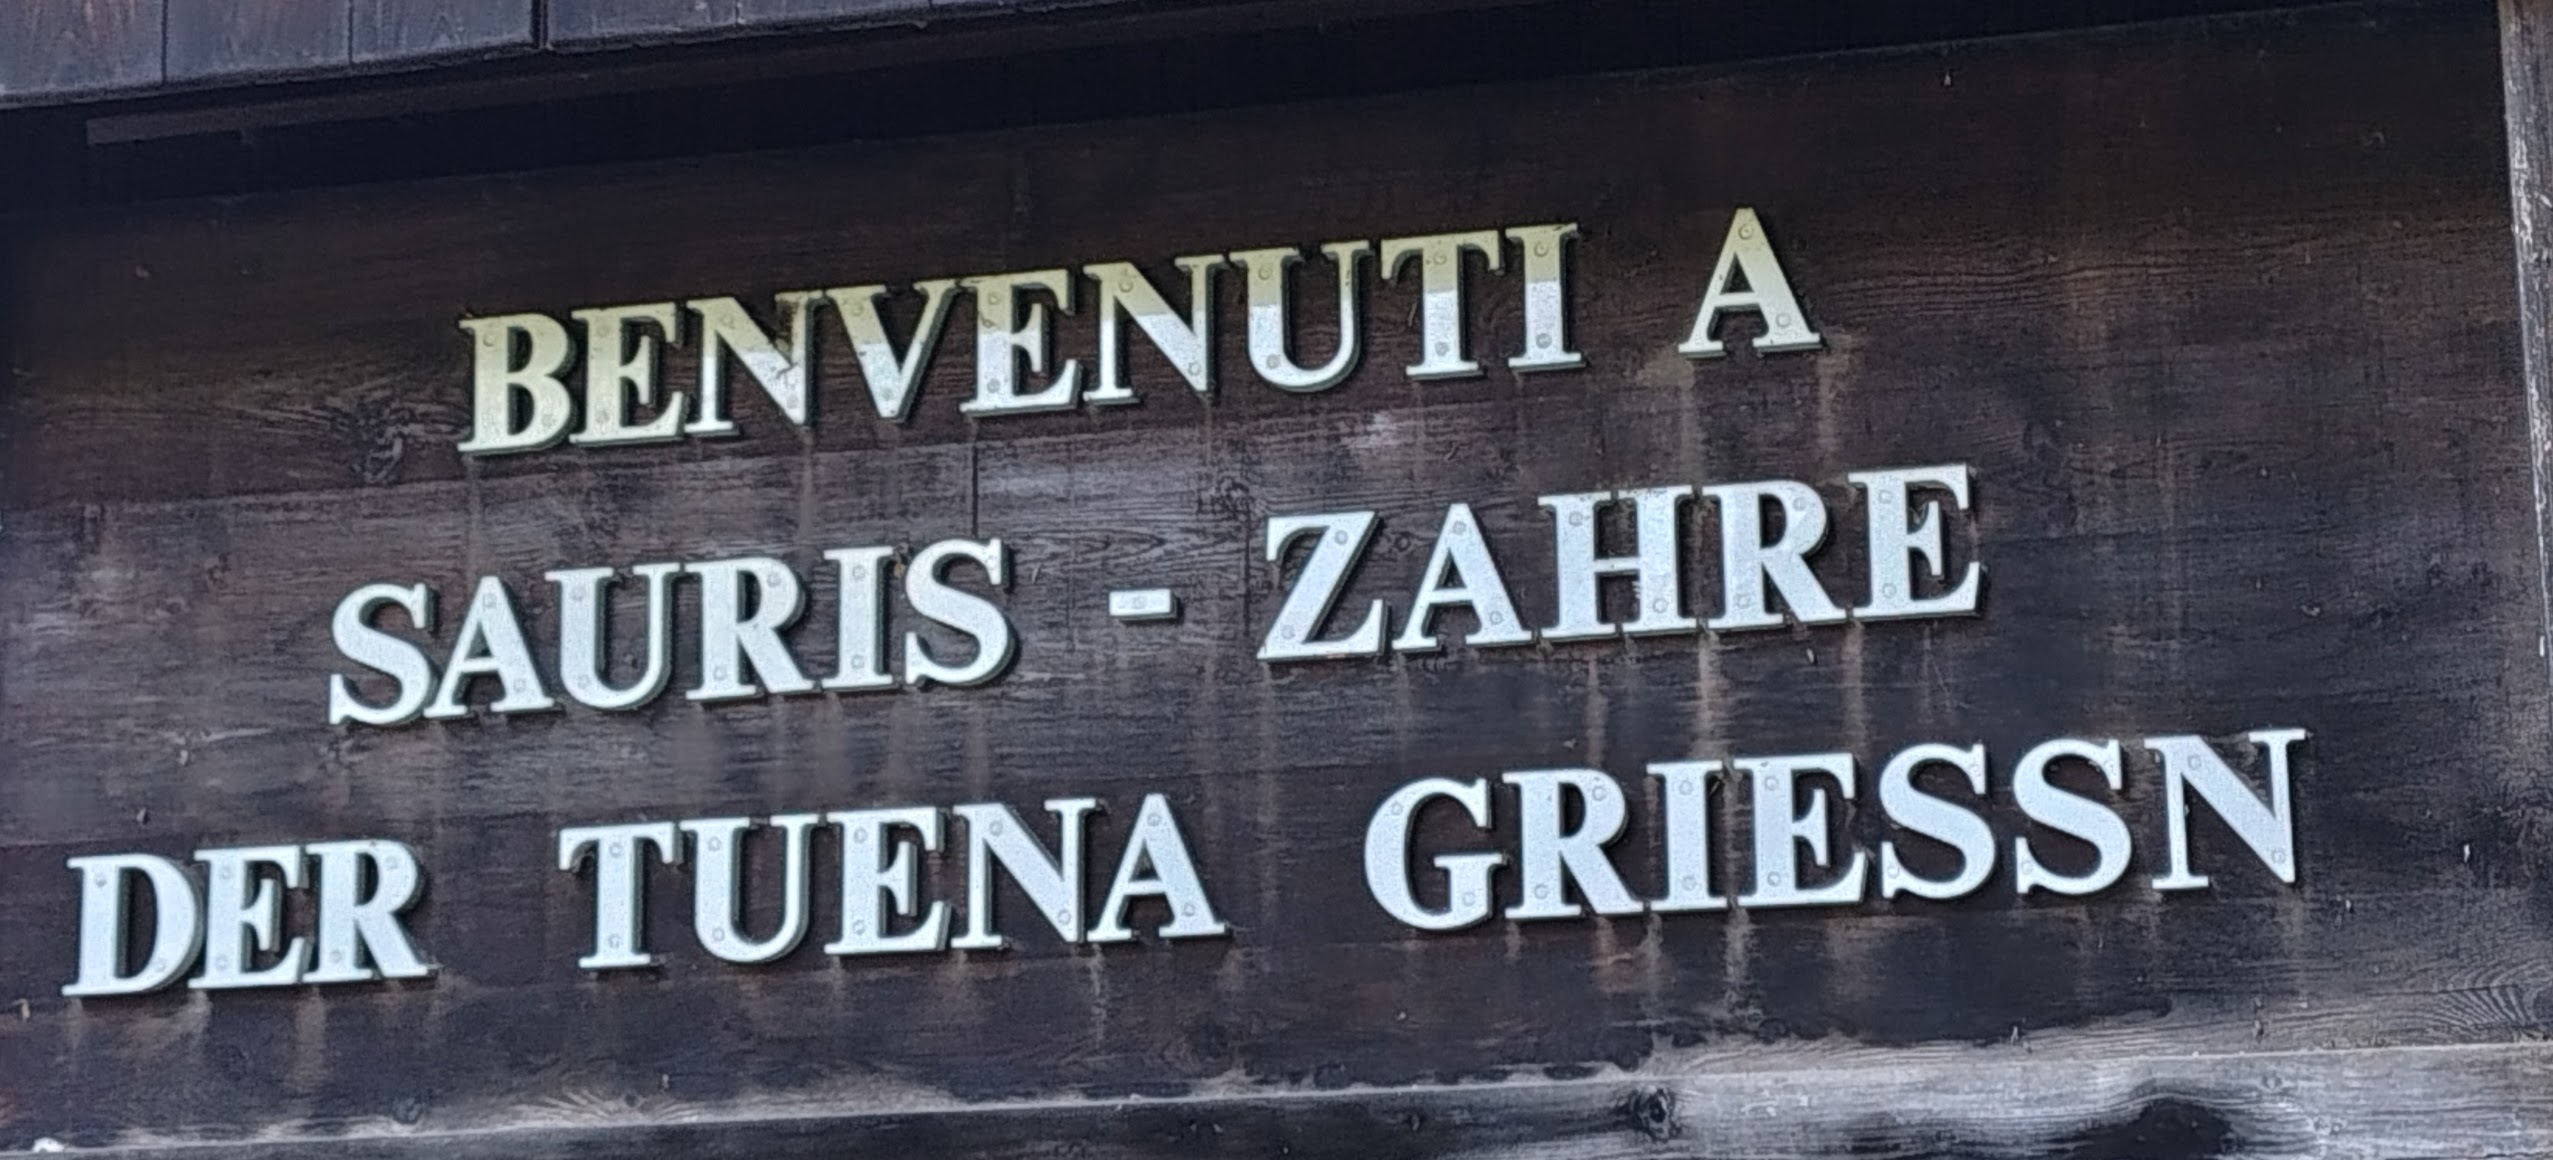 BENVENUTI A
SAURIS - ZAHRE
DER TUENA GRIESSN